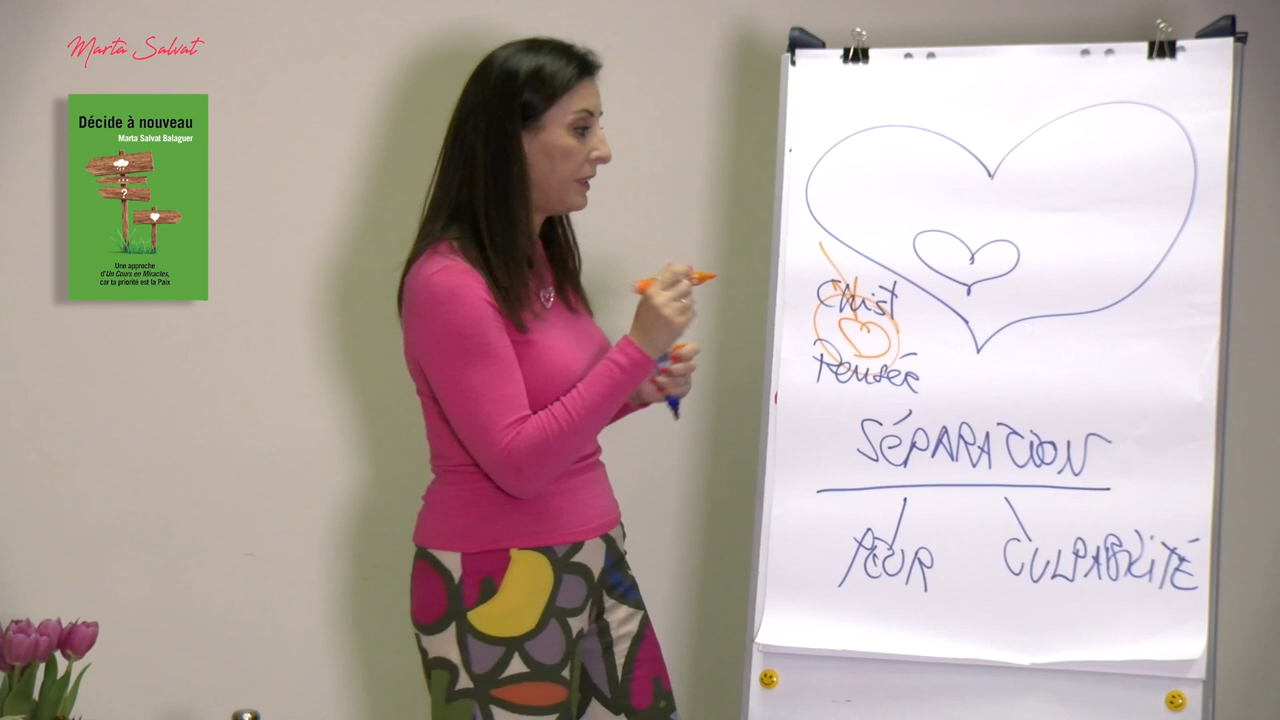 Marta Salvat
Décide à nouveau
Marta Salvat Balaguer
?
Une approche
d'Un Cours en Miracles,
car ta priorité est la Paix
Christ
Pensée
SÉPARATION
PEUR
CULPABILITÉ